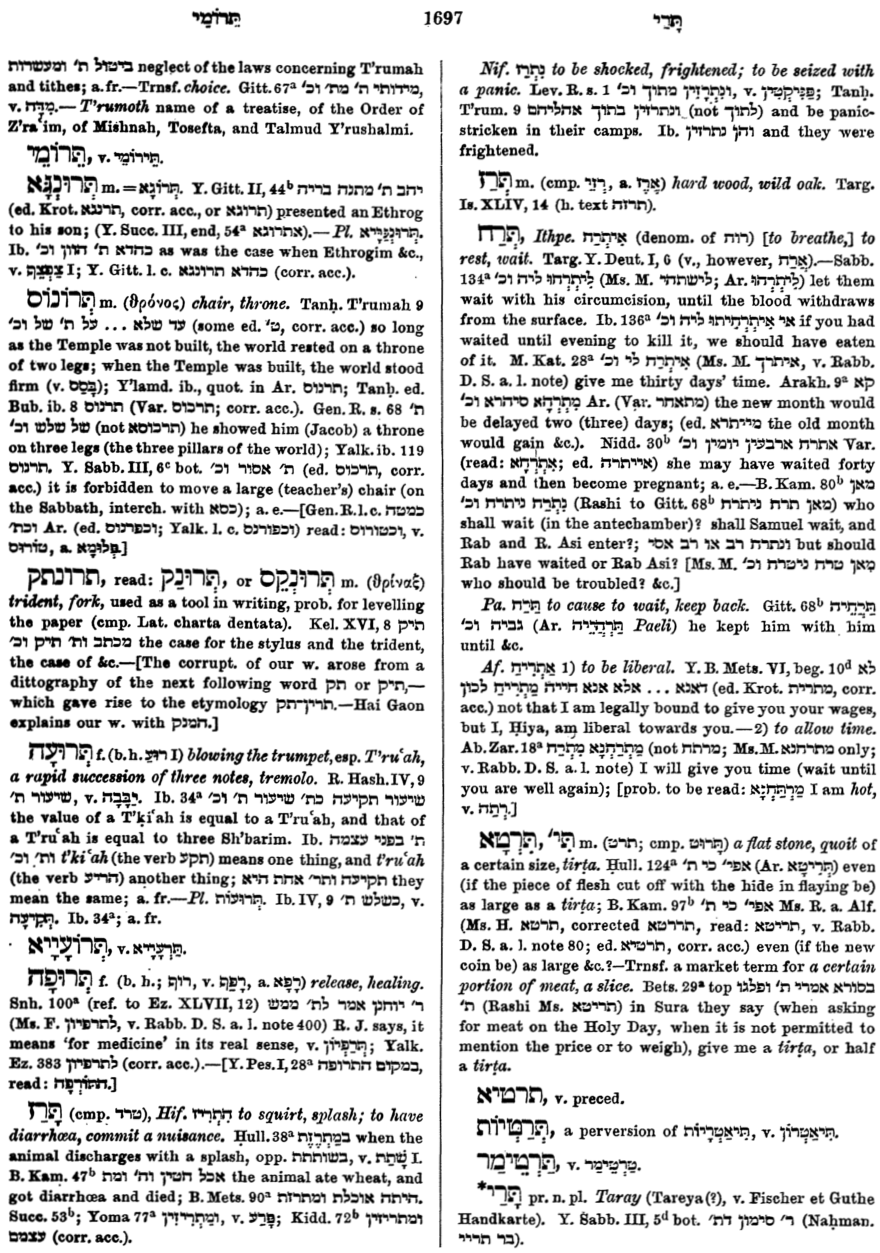 תֵּרוֹמַי 1697 תָּרַי
ביטול ת' ומעשרות neglect of the laws concerning T'rumah
and tithes; a. fr.—Trnsf. choice. Gitt. 67ᵃ מידותי ת' מת' וכ',
v. מִדָּה.— T'rumoth name of a treatise, of the Order of
Z'ra'im, of Mishnah, Tosefta, and Talmud Y'rushalmi.
תֵּרוֹמֵי, v. תֵּירוֹמֵי.
תְּרוּנְגָּא m. = תְּרוֹגָא. Y. Gitt. II, 44ᵇ יהב ת' מתנה בריה
(ed. Krot. תרננא, corr. acc., or תרוגא) presented an Ethrog
to his son; (Y. Succ. III, end, 54ᵃ אתרוגא).—Pl. תְּרוּנְגַּיָּיא.
Ib. כהדא ת' חוון וכ' as was the case when Ethrogim &c.,
v. צַפְצֵף I; Y. Gitt. l. c. כהדא תרוננא (corr. acc.).
תְּרוֹנוֹס m. (θρόνος) chair, throne. Tanḥ. T'rumah 9
עד שלא ... על ת' של וכ' (some ed. ט', corr. acc.) so long
as the Temple was not built, the world rested on a throne
of two legs; when the Temple was built, the world stood
firm (v. בָּסַס); Y'lamd. ib., quot. in Ar. תרנוס; Tanḥ. ed.
Bub. ib. 8 תרונוס (Var. תרכוס; corr. acc.). Gen. R. s. 68 ת'
של שלש וכ' (not תרכוסא) he showed him (Jacob) a throne
on three legs (the three pillars of the world); Yalk. ib. 119
תרונוס. Y. Sabb. III, 6ᶜ bot. ת' אסור וכ' (ed. תרכוס, corr.
acc.) it is forbidden to move a large (teacher's) chair (on
the Sabbath, interch. with כסא); a. e.—[Gen. R. l. c. כמטה
וכת' Ar. (ed. וכפרנוס; Yalk. l. c. וכפורנס) read: וכטורוס, v.
טוֹרוּס, a. פְּלוּמָא.]
תרונתק, read: תְּרוּנַק, or תְּרוּנְקֵס m. (θρίναξ)
trident, fork, used as a tool in writing, prob. for levelling
the paper (cmp. Lat. charta dentata). Kel. XVI, 8 תיק
מכתב ות' תיק וכ' the case for the stylus and the trident,
the case of &c.—[The corrupt. of our w. arose from a
dittography of the next following word תיק or תק,—
which gave rise to the etymology תרין־תק.—Hai Gaon
explains our w. with המנק.]
תְּרוּעָה f. (b. h. רוּעַ I) blowing the trumpet, esp. T'ru'ah,
a rapid succession of three notes, tremolo. R. Hash. IV, 9
שיעור ת', v. יַבָּבָה. Ib. 34ᵃ שיעור תקיעה כת' שיעור ת' וכ'
the value of a T'ḳi'ah is equal to a T'ru'ah, and that of
a T'ru'ah is equal to three Sh'barim. Ib. ת' בפני עצמה
ות', וכ' t'ki'ah (the verb תקע) means one thing, and t'ru'ah
(the verb הריע) another thing; תקיעה ותר' אחת היא they
mean the same; a. fr.—Pl. תְּרוּעוֹת. Ib. IV, 9 כשלש ת', v.
תְּקִיעָה. Ib. 34ᵃ; a. fr.
תְּרוֹעָיָיא, v. תַּרְעָיָיא.
תְּרוּפָה f. (b. h.; רוּף, v. רָפַף, a. רָפָא) release, healing.
Snh. 100ᵃ (ref. to Ez. XLVII, 12) ר' יוחנן אמר לת' ממש
(Ms. F. לתרפיון, v. Rabb. D. S. a. l. note 400) R. J. says, it
means 'for medicine' in its real sense, v. תַּרְפְּיוֹן; Yalk.
Ez. 383 לתרפיון (corr. acc.).—[Y. Pes. I, 28ᵃ במקום התרופה,
read: הַתּוֹרְפָּה.]
תָּרַז (cmp. טרד), Hif. הִתְרִיז to squirt, splash; to have
diarrhœa, commit a nuisance. Ḥull. 38ᵃ בְּמַתְרֶזֶת when the
animal discharges with a splash, opp. בשותתת, v. שָׁתַת I.
B. Kam. 47ᵇ אכל חטין וה' ומת the animal ate wheat, and
got diarrhœa and died; B. Mets. 90ᵃ היתה אוכלת ומתרזת.
Succ. 53ᵇ; Yoma 77ᵃ וּמַתְרִיזִין, v. פָּרַע; Kidd. 72ᵇ ומתריזין
עצמם (corr. acc.).
Nif. נִתְרַז to be shocked, frightened; to be seized with
a panic. Lev. R. s. 1 וְנִתְרָזִין מתוך וכ', v. פַּנִּיקְטִין; Tanḥ.
T'rum. 9 ונתרזין בתוך אהליהם (not לתוך) and be panic-
stricken in their camps. Ib. והן נתרזין and they were
frightened.
תְּרַז m. (cmp. רְזֵי, a. אֶרֶז) hard wood, wild oak. Targ.
Is. XLIV, 14 (h. text תרזה).
תְּרַח, Ithpe. אִיתְרַח (denom. of רוח) [to breathe,] to
rest, wait. Targ. Y. Deut. I, 6 (v., however, אֲרַח).—Sabb.
134ᵃ לִיתְרְחוּ ליה וכ' (Ms. M. לישתהי; Ar. לִיתְרְהוּ) let them
wait with his circumcision, until the blood withdraws
from the surface. Ib. 136ᵃ אי אִיתְרְחִיתוּ ליה וכ' if you had
waited until evening to kill it, we should have eaten
of it. M. Kat. 28ᵃ אִיתְרַח לי וכ' (Ms. M. איתרך, v. Rabb.
D. S. a. l. note) give me thirty days' time. Arakh. 9ᵃ קא
מִתְרְחָא סיהרא וכ' Ar. (Var. מתאחר) the new month would
be delayed two (three) days; (ed. מייתרא the old month
would gain &c.). Nidd. 30ᵇ אתרת ארבעין יומין וכ' Var.
(read: אִתְּרְחָא; ed. אייתרה) she may have waited forty
days and then become pregnant; a. e.—B. Kam. 80ᵇ מאן
נְתְרַח ניתרח וכ' (Rashi to Gitt. 68ᵇ מאן תרח ניתרח) who
shall wait (in the antechamber)? shall Samuel wait, and
Rab and R. Asi enter?; ונתרח רב או רב אסי but should
Rab have waited or Rab Asi? [Ms. M. מאן טרח ניטרח וכ'
who should be troubled? &c.]
Pa. תָּרַח to cause to wait, keep back. Gitt. 68ᵇ תָּרְחֵיהּ
גביה וכ' (Ar. תַּרְהֲיֵיהּ Paeli) he kept him with him
until &c.
Af. אַתְרִיחַ 1) to be liberal. Y. B. Mets. VI, beg. 10ᵈ לא
דאנא ... אלא אנא חייה מַתְרִיחַ לכון (ed. Krot. מתרית, corr.
acc.) not that I am legally bound to give you your wages,
but I, Ḥiya, am liberal towards you.—2) to allow time.
Ab. Zar. 18ᵃ מַתְרַחְנָא מַתְרַח (not מרתח; Ms. M. מתרחנא only;
v. Rabb. D. S. a. l. note) I will give you time (wait until
you are well again); [prob. to be read: מַרְתַּחְנָא I am hot,
v. רְתַח.]
תְּרְטָא, תִּי' m. (תרט; cmp. תָּרוּט) a flat stone, quoit of
a certain size, tirṭa. Ḥull. 124ᵃ אפי' כי ת' (Ar. תְּרִיטָא) even
(if the piece of flesh cut off with the hide in flaying be)
as large as a tirṭa; B. Kam. 97ᵇ אפי' כי ת' Ms. R. a. Alf.
(Ms. H. תרטא, corrected תררטא, read: תריטא, v. Rabb.
D. S. a. l. note 80; ed. תרטיא, corr. acc.) even (if the new
coin be) as large &c.?—Trnsf. a market term for a certain
portion of meat, a slice. Bets. 29ᵃ top בסורא אמרי ת' ופלגו
ת' (Rashi Ms. תריטא) in Sura they say (when asking
for meat on the Holy Day, when it is not permitted to
mention the price or to weigh), give me a tirṭa, or half
a tirṭa.
תרטיא, v. preced.
תְּרַטְיוֹת, a perversion of תִּיאַטְרָיוֹת, v. תִּיאַטְרוֹן.
תַּרְטֵימַר, v. טַרְטֵימַר.
*תָּרַי pr. n. pl. Taray (Tareya(?), v. Fischer et Guthe
Handkarte). Y. Sabb. III, 5ᵈ bot. ר' סימון דת' (Naḥman.
בר תריי).